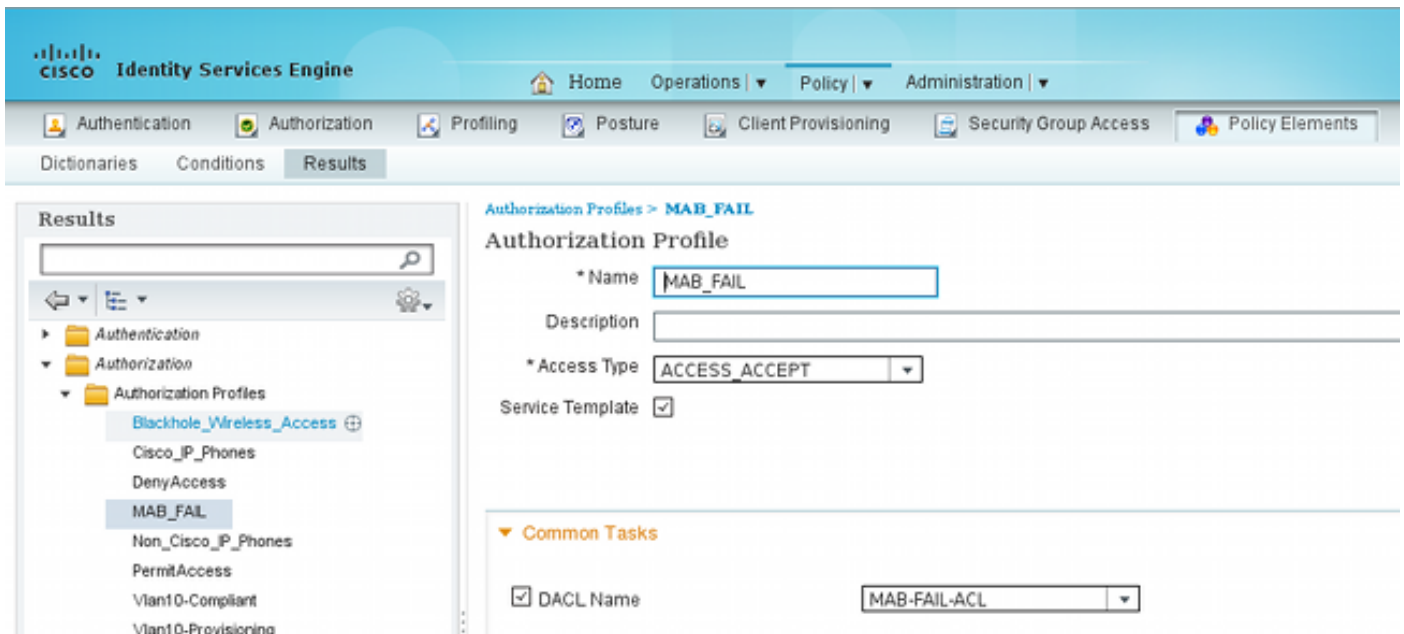 CISCO Identity Services Engine
Home Operations | Policy | Administration |
Authentication Authorization Profiling Posture Client Provisioning Security Group Access Policy Elements
Dictionaries Conditions Results
Results
Authentication
Authorization
Authorization Profiles
Blackhole_Wireless_Access
Cisco_IP_Phones
DenyAccess
MAB_FAIL
Non_Cisco_IP_Phones
PermitAccess
Vlan10-Compliant
Vlan10-Provisioning
Authorization Profiles > MAB_FAIL
Authorization Profile
* Name MAB_FAIL
Description
* Access Type ACCESS_ACCEPT
Service Template
Common Tasks
DACL Name MAB-FAIL-ACL